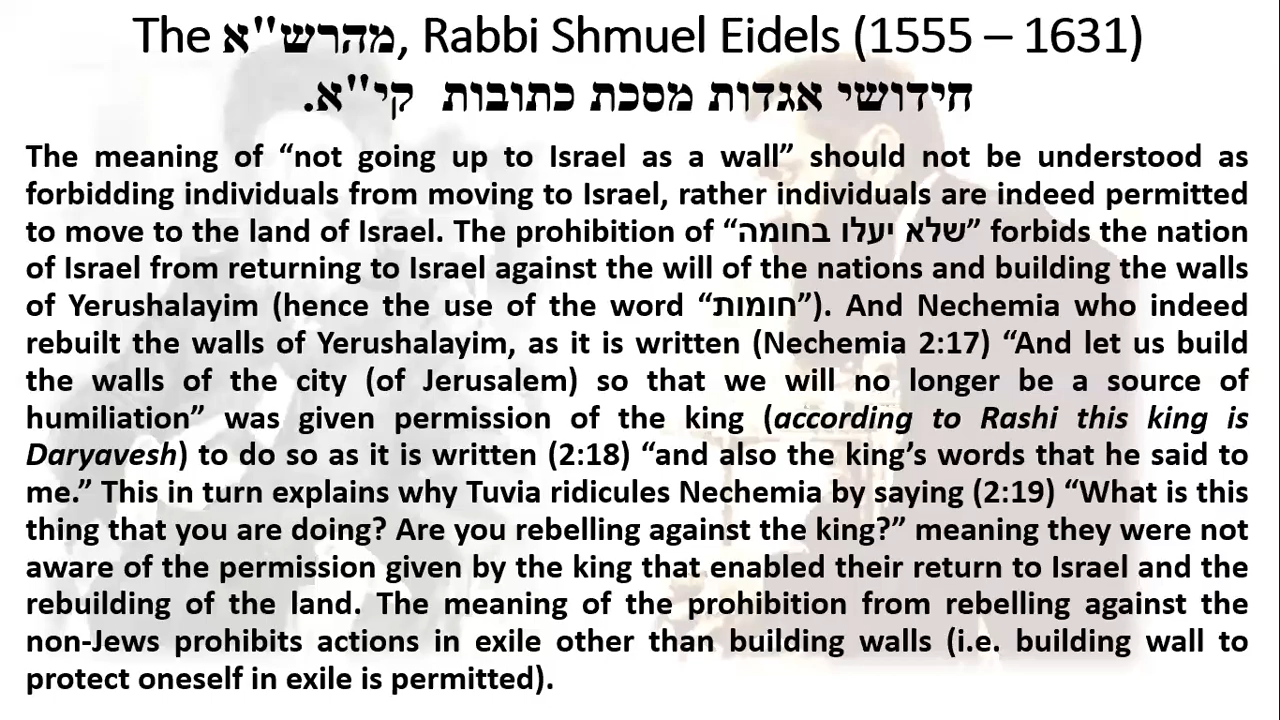 The מהרש"א, Rabbi Shmuel Eidels (1555 – 1631)
חידושי אגדות מסכת כתובות קי"א.
The meaning of “not going up to Israel as a wall” should not be understood as
forbidding individuals from moving to Israel, rather individuals are indeed permitted
to move to the land of Israel. The prohibition of “שלא יעלו בחומה” forbids the nation
of Israel from returning to Israel against the will of the nations and building the walls
of Yerushalayim (hence the use of the word “חומות”). And Nechemia who indeed
rebuilt the walls of Yerushalayim, as it is written (Nechemia 2:17) “And let us build
the walls of the city (of Jerusalem) so that we will no longer be a source of
humiliation” was given permission of the king (according to Rashi this king is
Daryavesh) to do so as it is written (2:18) “and also the king’s words that he said to
me.” This in turn explains why Tuvia ridicules Nechemia by saying (2:19) “What is this
thing that you are doing? Are you rebelling against the king?” meaning they were not
aware of the permission given by the king that enabled their return to Israel and the
rebuilding of the land. The meaning of the prohibition from rebelling against the
non-Jews prohibits actions in exile other than building walls (i.e. building wall to
protect oneself in exile is permitted).